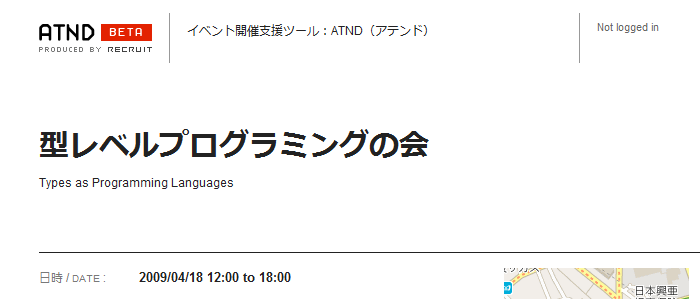 ATND BETA
PRODUCED BY RECRUIT
イベント開催支援ツール：ATND（アテンド）
Not logged in
型レベルプログラミングの会
Types as Programming Languages
日時 / DATE :
2009/04/18 12:00 to 18:00
日本興亜